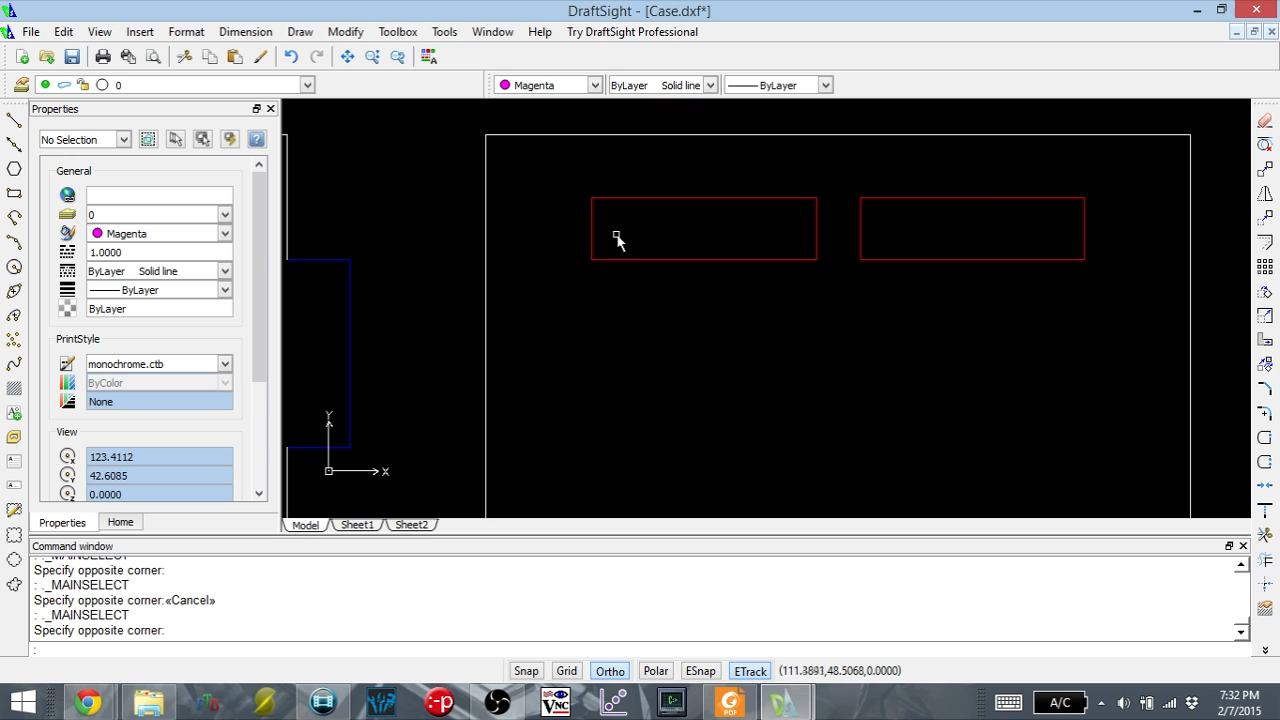 DraftSight - [Case.dxf*]
File Edit View Insert Format Dimension Draw Modify Toolbox Tools Window Help Try DraftSight Professional
0 Magenta ByLayer Solid line ByLayer
Properties
No Selection
General
0
Magenta
1.0000
ByLayer Solid line
ByLayer
ByLayer
PrintStyle
monochrome.ctb
ByColor
None
View
123.4112
42.6085
0.0000
Y
X
Properties Home
Model Sheet1 Sheet2
Command window
: ._MAINSELECT
Specify opposite corner:
: ._MAINSELECT
Specify opposite corner:«Cancel»
: ._MAINSELECT
Specify opposite corner:
:
Snap Grid Ortho Polar ESnap ETrack (111.3893,48.5068,0.0000)
A/C
7:32 PM
2/7/2015